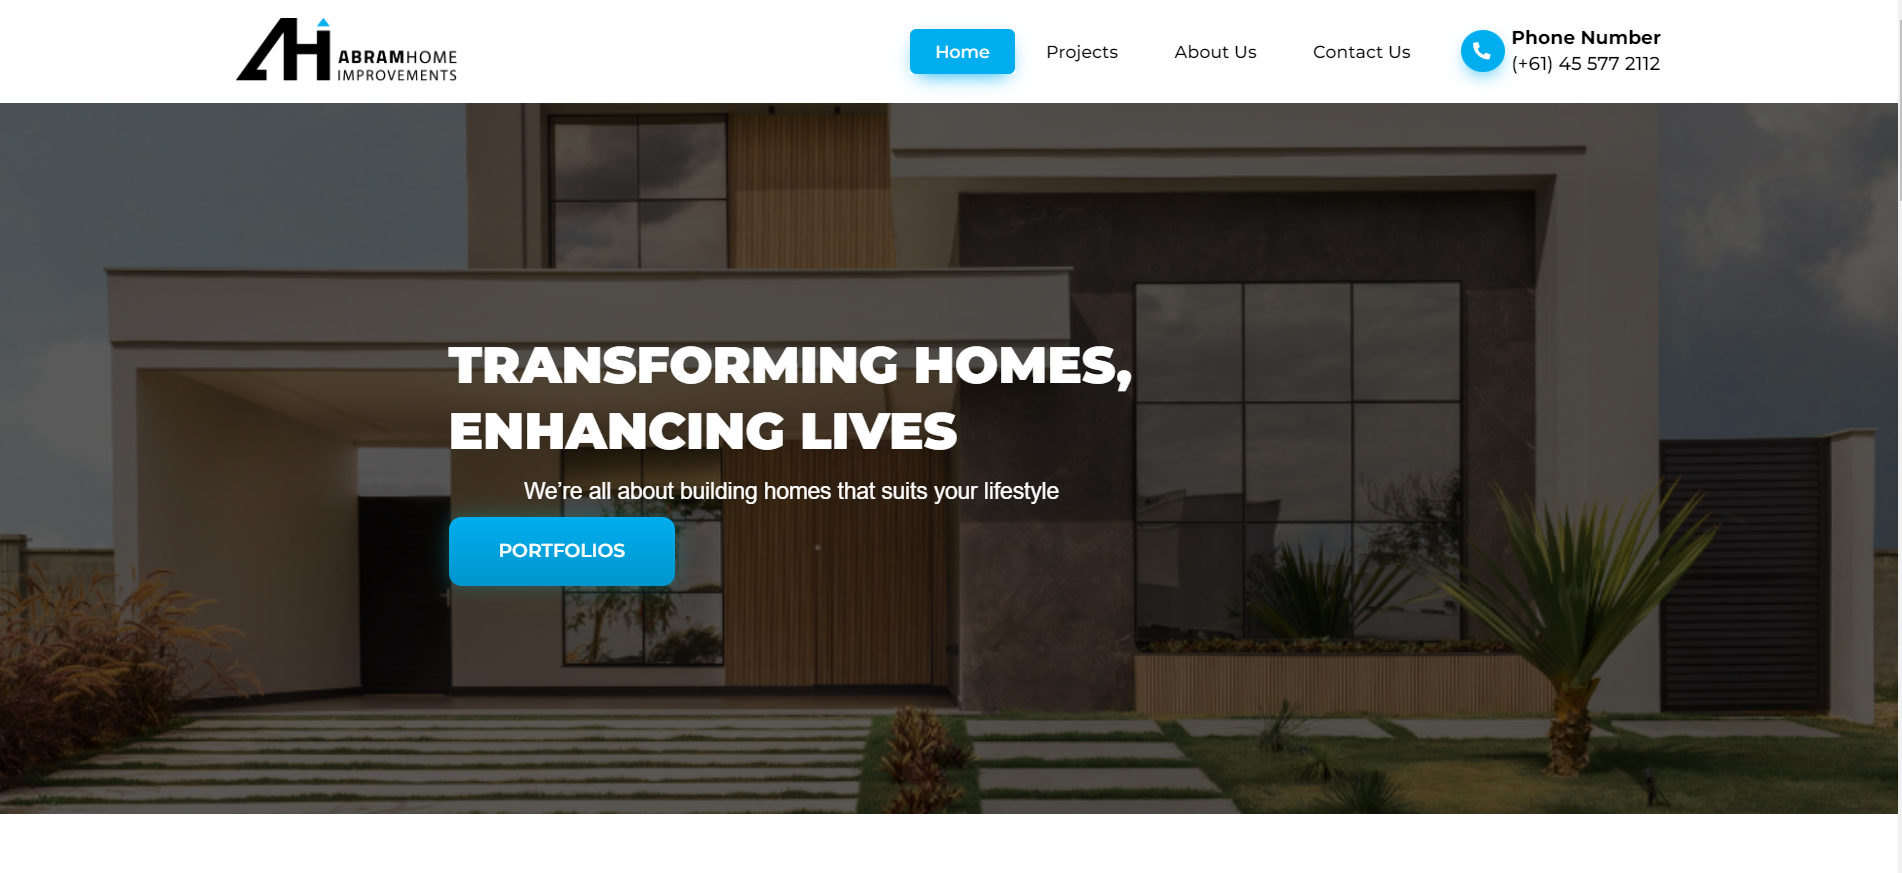 ABRAMHOME
IMPROVEMENTS
Home
Projects
About Us
Contact Us
Phone Number
(+61) 45 577 2112
TRANSFORMING HOMES,
ENHANCING LIVES
We’re all about building homes that suits your lifestyle
PORTFOLIOS